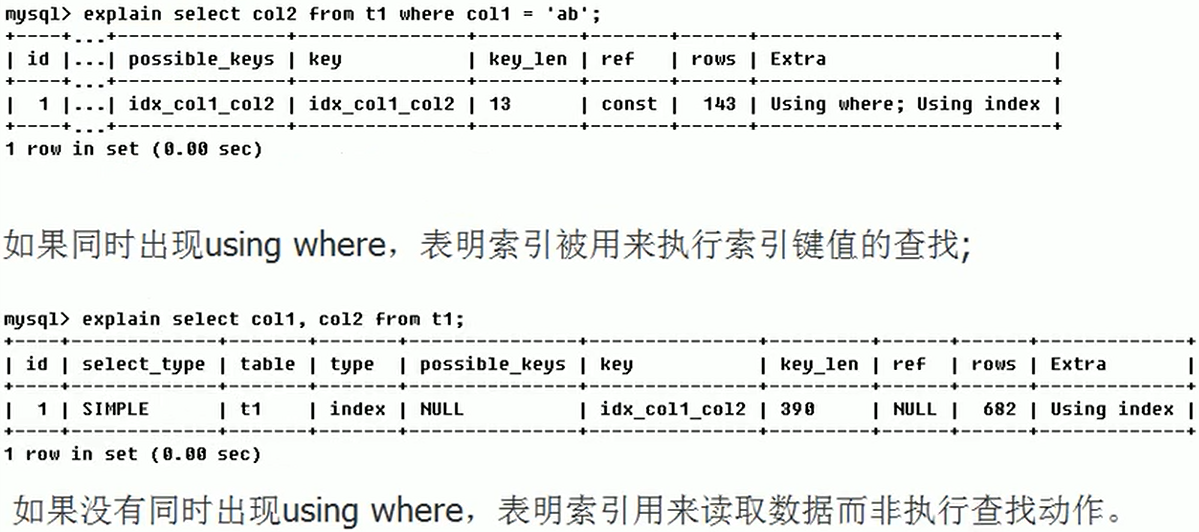 mysql> explain select col2 from t1 where col1 = 'ab';
+----+...+---------------+---------------+---------+-------+------+--------------------------+
| id |...| possible_keys | key | key_len | ref | rows | Extra |
+----+...+---------------+---------------+---------+-------+------+--------------------------+
| 1 |...| idx_col1_col2 | idx_col1_col2 | 13 | const | 143 | Using where; Using index |
+----+...+---------------+---------------+---------+-------+------+--------------------------+
1 row in set (0.00 sec)
如果同时出现using where，表明索引被用来执行索引键值的查找;
mysql> explain select col1, col2 from t1;
+----+-------------+-------+-------+---------------+---------------+---------+------+------+-------------+
| id | select_type | table | type | possible_keys | key | key_len | ref | rows | Extra |
+----+-------------+-------+-------+---------------+---------------+---------+------+------+-------------+
| 1 | SIMPLE | t1 | index | NULL | idx_col1_col2 | 390 | NULL | 682 | Using index |
+----+-------------+-------+-------+---------------+---------------+---------+------+------+-------------+
1 row in set (0.00 sec)
如果没有同时出现using where，表明索引用来读取数据而非执行查找动作。